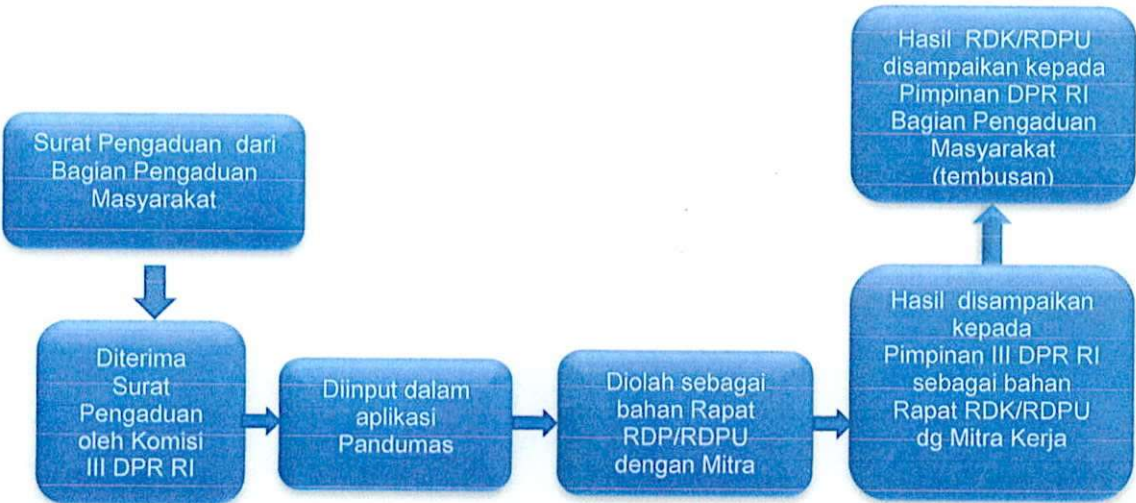 Surat Pengaduan dari
Bagian Pengaduan
Masyarakat
Diterima
Surat
Pengaduan
oleh Komisi
III DPR RI
Diinput dalam
aplikasi
Pandumas
Diolah sebagai
bahan Rapat
RDP/RDPU
dengan Mitra
Hasil disampaikan
kepada
Pimpinan III DPR RI
sebagai bahan
Rapat RDK/RDPU
dg Mitra Kerja
Hasil RDK/RDPU
disampaikan kepada
Pimpinan DPR RI
Bagian Pengaduan
Masyarakat
(tembusan)